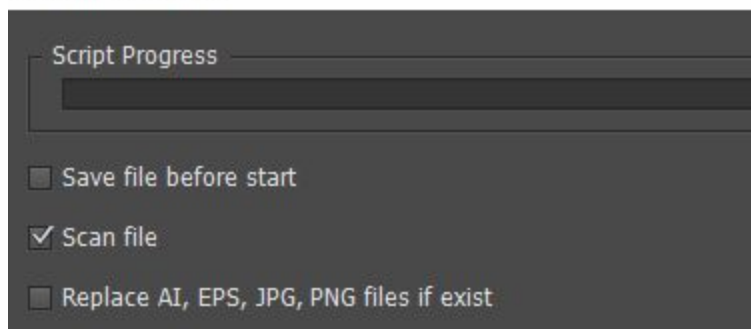 Script Progress
Save file before start
Scan file
Replace AI, EPS, JPG, PNG files if exist